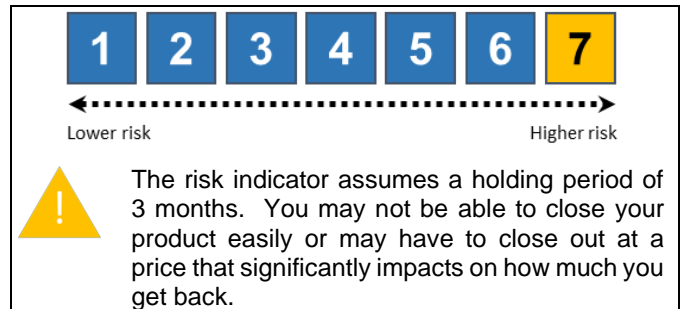 1 2 3 4 5 6 7
Lower risk Higher risk
!
The risk indicator assumes a holding period of
3 months. You may not be able to close your
product easily or may have to close out at a
price that significantly impacts on how much you
get back.